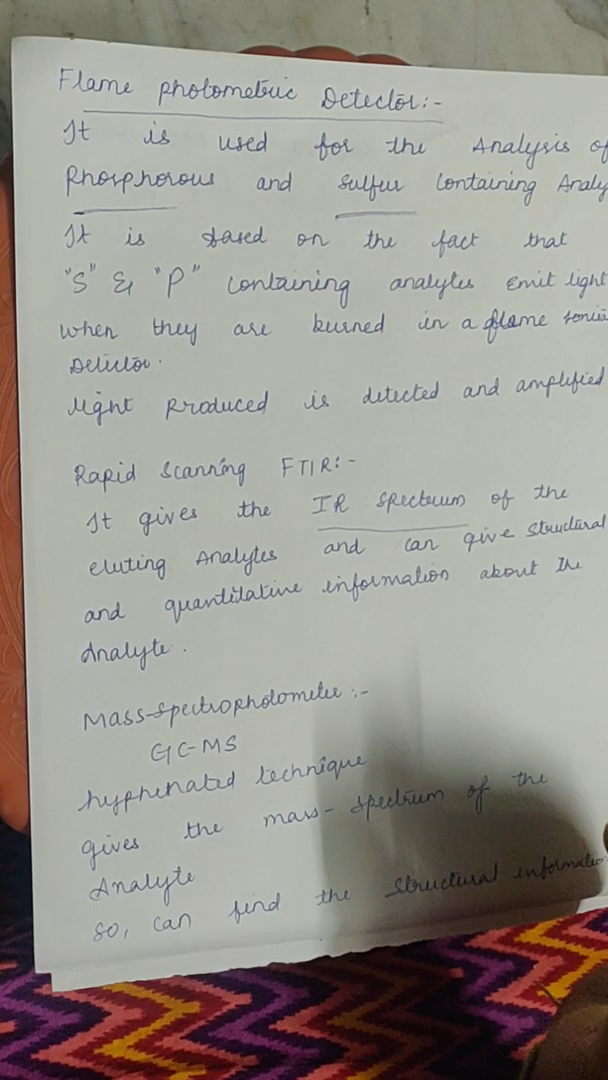 Flame photometric Detector:-
It is used for the Analysis of
Phosphorous and Sulfur containing Analy
It is based on the fact that
"S" & "P" containing analytes emit light
when they are burned in a flame Ionis
Detector.
Light Produced is detected and amplified
Rapid Scanning FTIR:-
It gives the IR spectrum of the
eluting Analytes and can give structural
and quantitative information about the
Analyte.
Mass-Spectrophotometer:-
GC-MS
hyphenated technique
gives the mass-spectrum of the
Analyte
so, can find the structural informatio